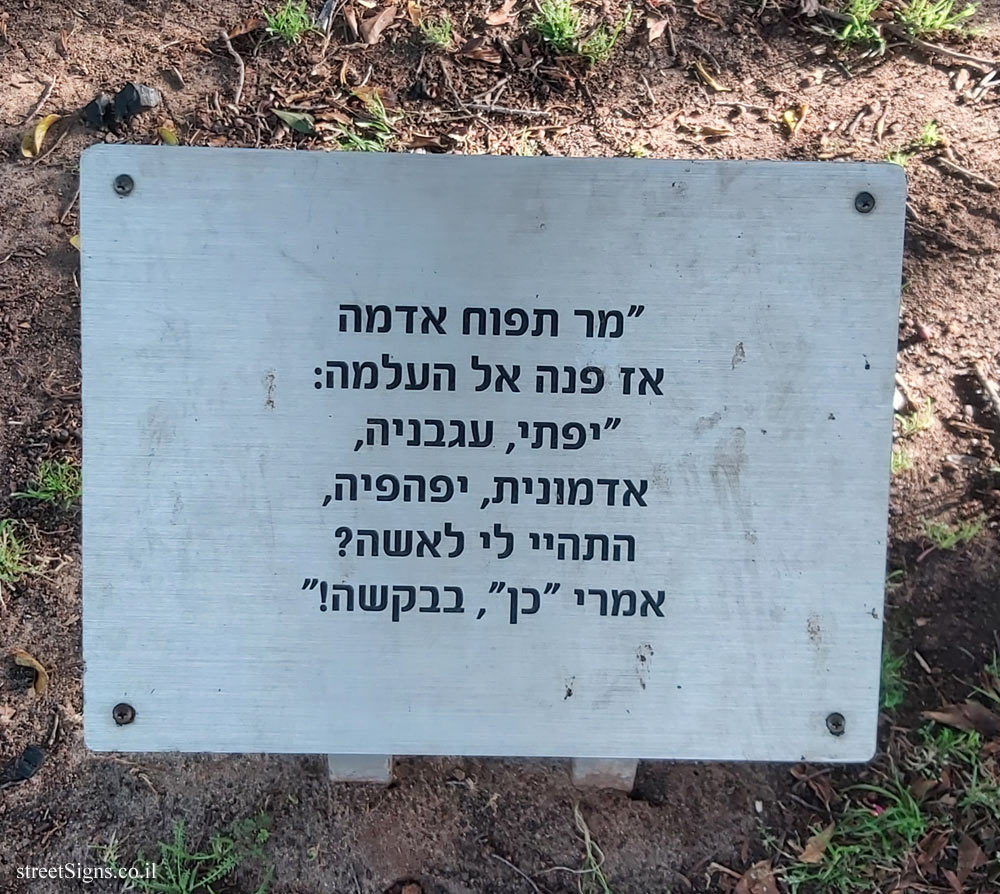 "מר תפוח אדמה
אז פנה אל העלמה:
"יפתי, עגבניה,
אדמונית, יפהפיה,
התהיי לי לאשה?
אמרי "כן", בבקשה!"
streetSigns.co.il